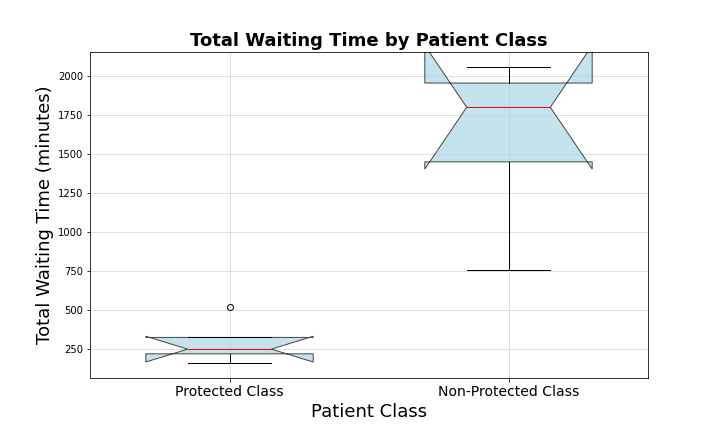 Total Waiting Time by Patient Class
Total Waiting Time (minutes)
2000
1750
1500
1250
1000
750
500
250
Protected Class
Non-Protected Class
Patient Class